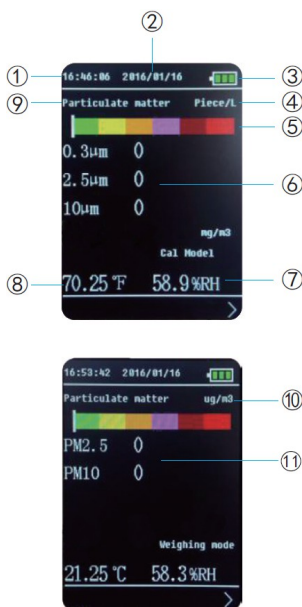 ②
① 16:46:06 2016/01/16 ③
⑨ Particulate matter Piece/L ④
⑤
0.3μm 0
2.5μm 0 ⑥
10μm 0
mg/m3
Cal Model
⑧ 70.25 ℉ 58.9%RH ⑦
>
16:53:42 2016/01/16
Particulate matter ug/m3 ⑩
PM2.5 0
⑪
PM10 0
Weighing mode
21.25 ℃ 58.3%RH
>